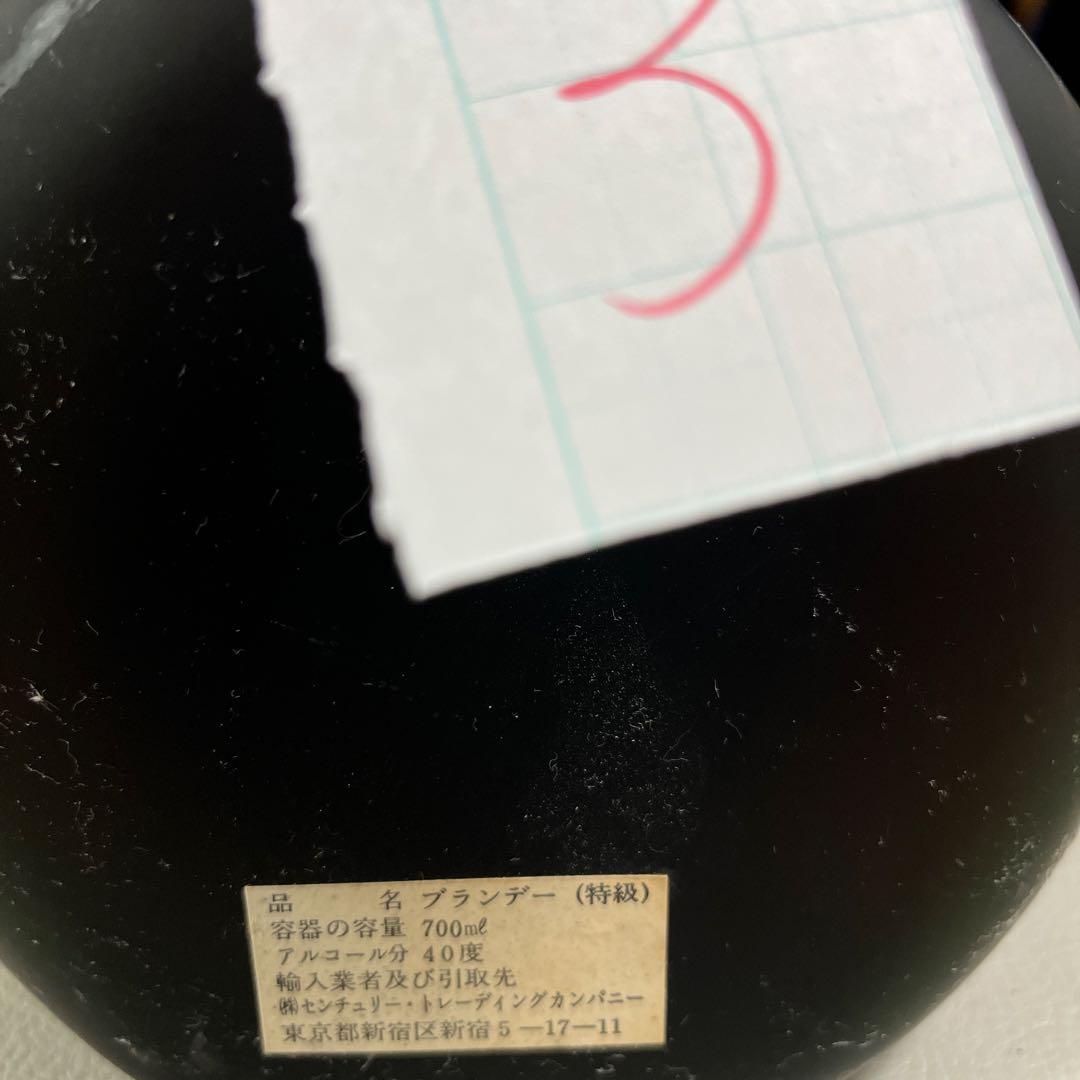 3
品 名 ブランデー (特級)
容器の容量 700㎖
アルコール分 40度
輸入業者及び引取先
㈱センチュリー・トレーディングカンパニー
東京都新宿区新宿5―17―11